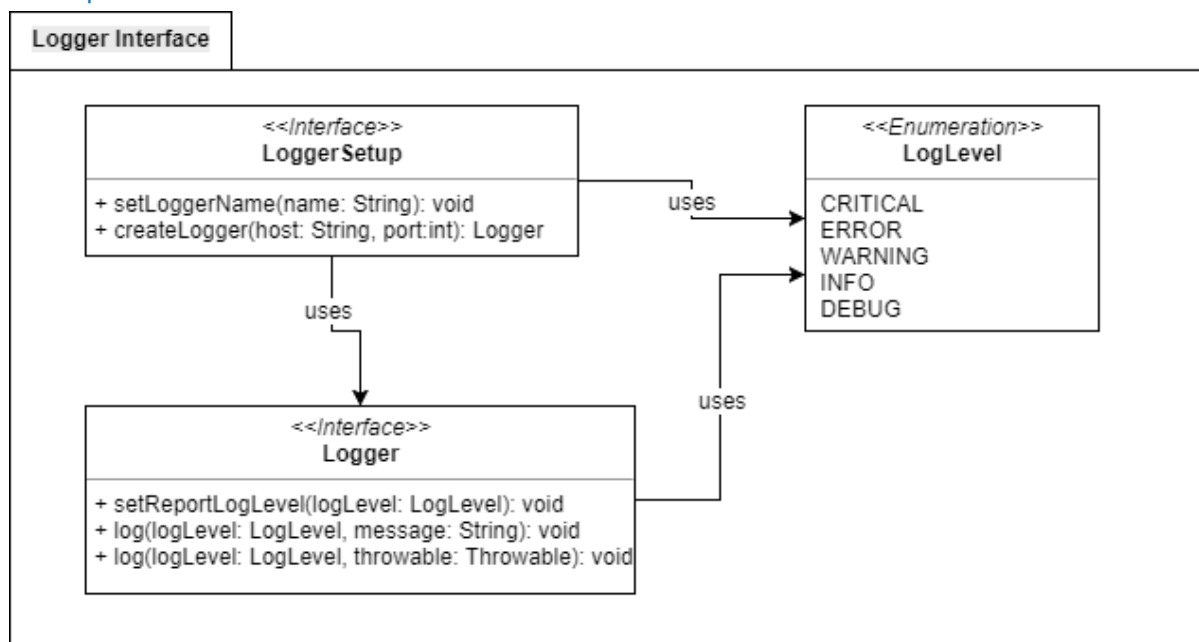 Logger Interface
<<Interface>>
LoggerSetup
+ setLoggerName(name: String): void
+ createLogger(host: String, port:int): Logger
<<Enumeration>>
LogLevel
CRITICAL
ERROR
WARNING
INFO
DEBUG
uses
uses
uses
<<Interface>>
Logger
+ setReportLogLevel(logLevel: LogLevel): void
+ log(logLevel: LogLevel, message: String): void
+ log(logLevel: LogLevel, throwable: Throwable): void